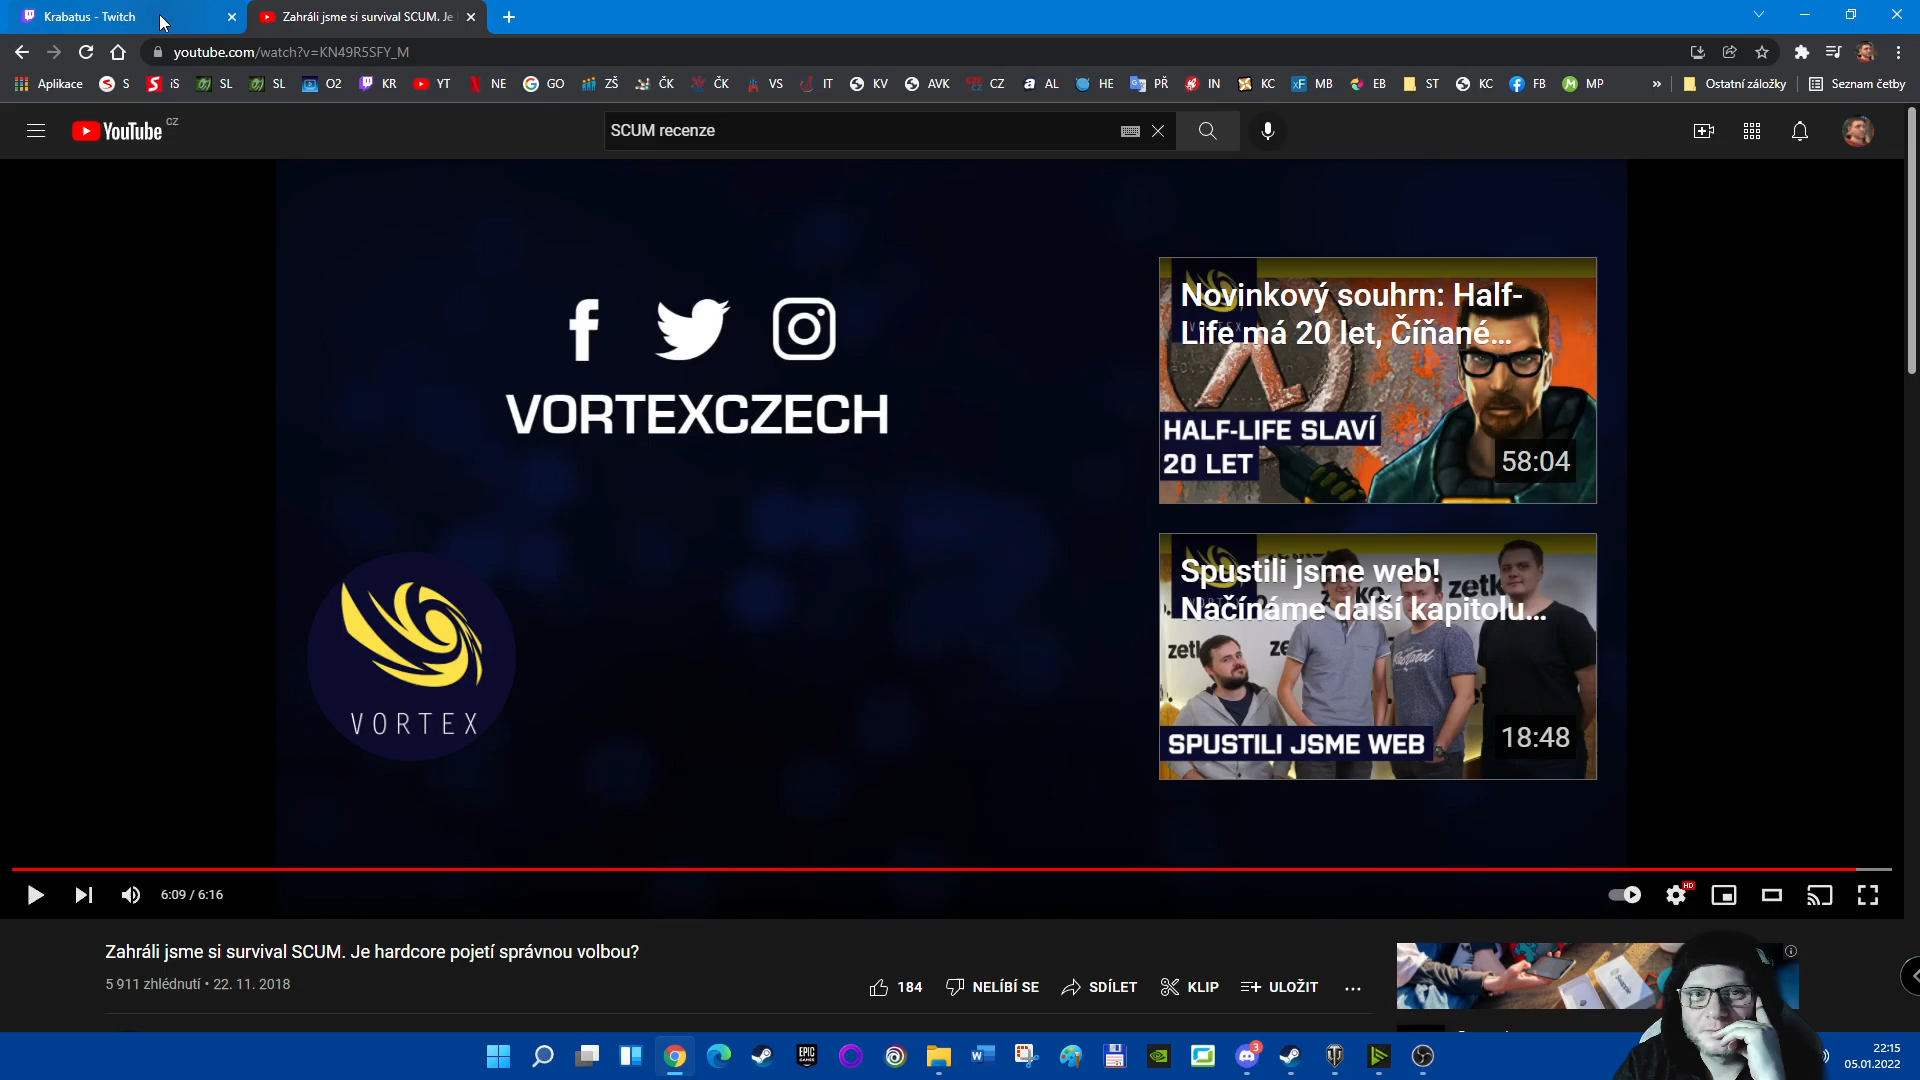 Krabatus - Twitch
Zahráli jsme si survival SCUM. Je
youtube.com/watch?v=KN49R5SFY_M
Aplikace S iS SL SL O2 KR YT NE GO ZŠ ČK ČK VS IT KV AVK CZ AL HE PŘ IN KC MB EB ST KC FB MP » Ostatní záložky Seznam četby
YouTube CZ
SCUM recenze
VORTEXCZECH
VORTEX
Novinkový souhrn: Half-
Life má 20 let, Číňané...
HALF-LIFE SLAVÍ
20 LET
58:04
Spustili jsme web!
Načínáme další kapitolu...
SPUSTILI JSME WEB
18:48
6:09 / 6:16
HD
Zahráli jsme si survival SCUM. Je hardcore pojetí správnou volbou?
5 911 zhlédnutí • 22. 11. 2018
184 NELÍBÍ SE SDÍLET KLIP ULOŽIT ...
EPIC
GAMES
3
22:15
05.01.2022